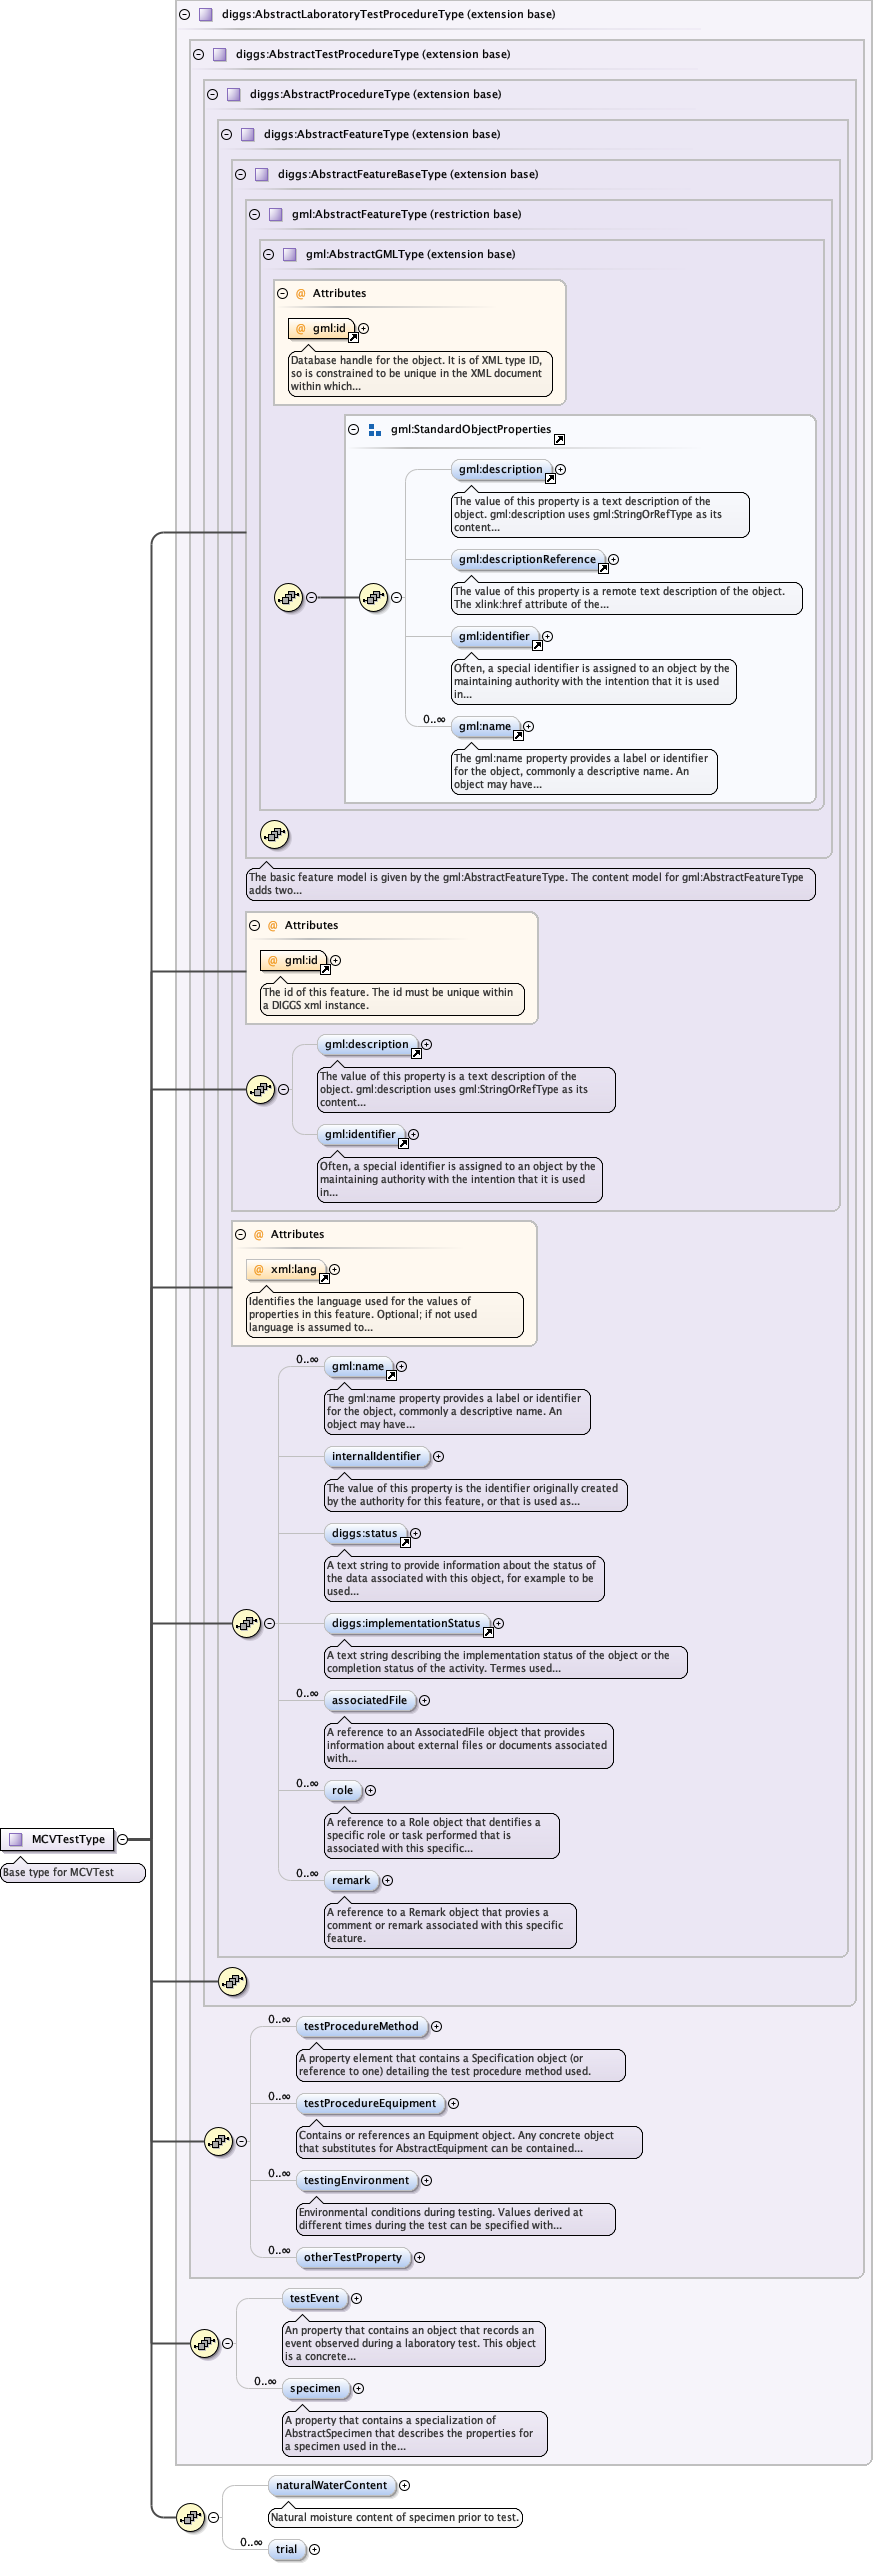 diggs:AbstractLaboratoryTestProcedureType (extension base)
diggs:AbstractTestProcedureType (extension base)
diggs:AbstractProcedureType (extension base)
diggs:AbstractFeatureType (extension base)
diggs:AbstractFeatureBaseType (extension base)
gml:AbstractFeatureType (restriction base)
gml:AbstractGMLType (extension base)
@ Attributes
@ gml:id
Database handle for the object. It is of XML type ID,
so is constrained to be unique in the XML document
within which...
gml:StandardObjectProperties
gml:description
The value of this property is a text description of the
object. gml:description uses gml:StringOrRefType as its
content...
gml:descriptionReference
The value of this property is a remote text description of the object.
The xlink:href attribute of the...
gml:identifier
Often, a special identifier is assigned to an object by the
maintaining authority with the intention that it is used
in...
0..∞
gml:name
The gml:name property provides a label or identifier
for the object, commonly a descriptive name. An
object may have...
The basic feature model is given by the gml:AbstractFeatureType. The content model for gml:AbstractFeatureType
adds two...
@ Attributes
@ gml:id
The id of this feature. The id must be unique within
a DIGGS xml instance.
gml:description
The value of this property is a text description of the
object. gml:description uses gml:StringOrRefType as its
content...
gml:identifier
Often, a special identifier is assigned to an object by the
maintaining authority with the intention that it is used
in...
@ Attributes
@ xml:lang
Identifies the language used for the values of
properties in this feature. Optional; if not used
language is assumed to...
0..∞
gml:name
The gml:name property provides a label or identifier
for the object, commonly a descriptive name. An
object may have...
internalIdentifier
The value of this property is the identifier originally created
by the authority for this feature, or that is used as...
diggs:status
A text string to provide information about the status of
the data associated with this object, for example to be
used...
diggs:implementationStatus
A text string describing the implementation status of the object or the
completion status of the activity. Termes used...
0..∞
associatedFile
A reference to an AssociatedFile object that provides
information about external files or documents associated
with...
0..∞
role
A reference to a Role object that dentifies a
specific role or task performed that is
associated with this specific...
MCVTestType
Base type for MCVTest
0..∞
remark
A reference to a Remark object that provies a
comment or remark associated with this specific
feature.
0..∞
testProcedureMethod
A property element that contains a Specification object (or
reference to one) detailing the test procedure method used.
0..∞
testProcedureEquipment
Contains or references an Equipment object. Any concrete object
that substitutes for AbstractEquipment can be contained...
0..∞
testingEnvironment
Environmental conditions during testing. Values derived at
different times during the test can be specified with...
0..∞
otherTestProperty
testEvent
An property that contains an object that records an
event observed during a laboratory test. This object
is a concrete...
0..∞
specimen
A property that contains a specialization of
AbstractSpecimen that describes the properties for
a specimen used in the...
naturalWaterContent
Natural moisture content of specimen prior to test.
0..∞
trial